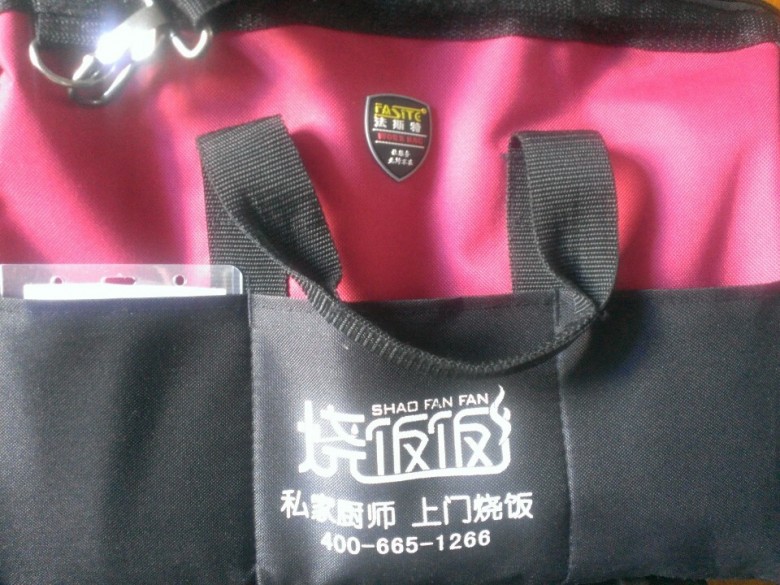 FASITE®
法斯特
SHAO FAN FAN
烧饭饭
私家厨师 上门烧饭
400-665-1266